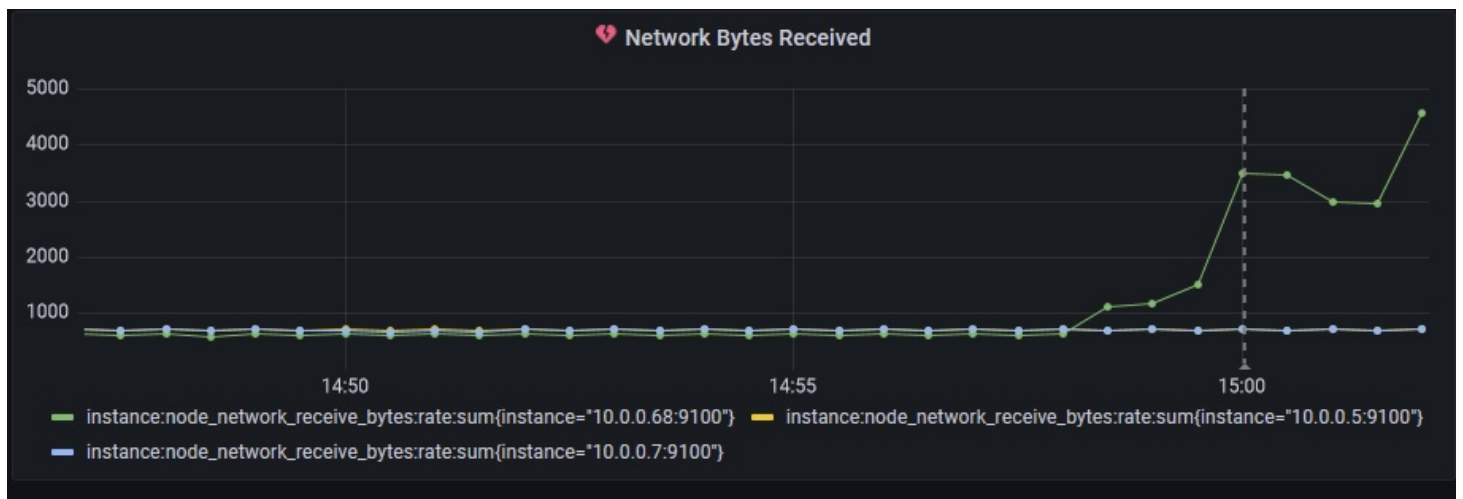 Network Bytes Received
5000
4000
3000
2000
1000
14:50 14:55 15:00
instance:node_network_receive_bytes:rate:sum{instance="10.0.0.68:9100"} instance:node_network_receive_bytes:rate:sum{instance="10.0.0.5:9100"}
instance:node_network_receive_bytes:rate:sum{instance="10.0.0.7:9100"}